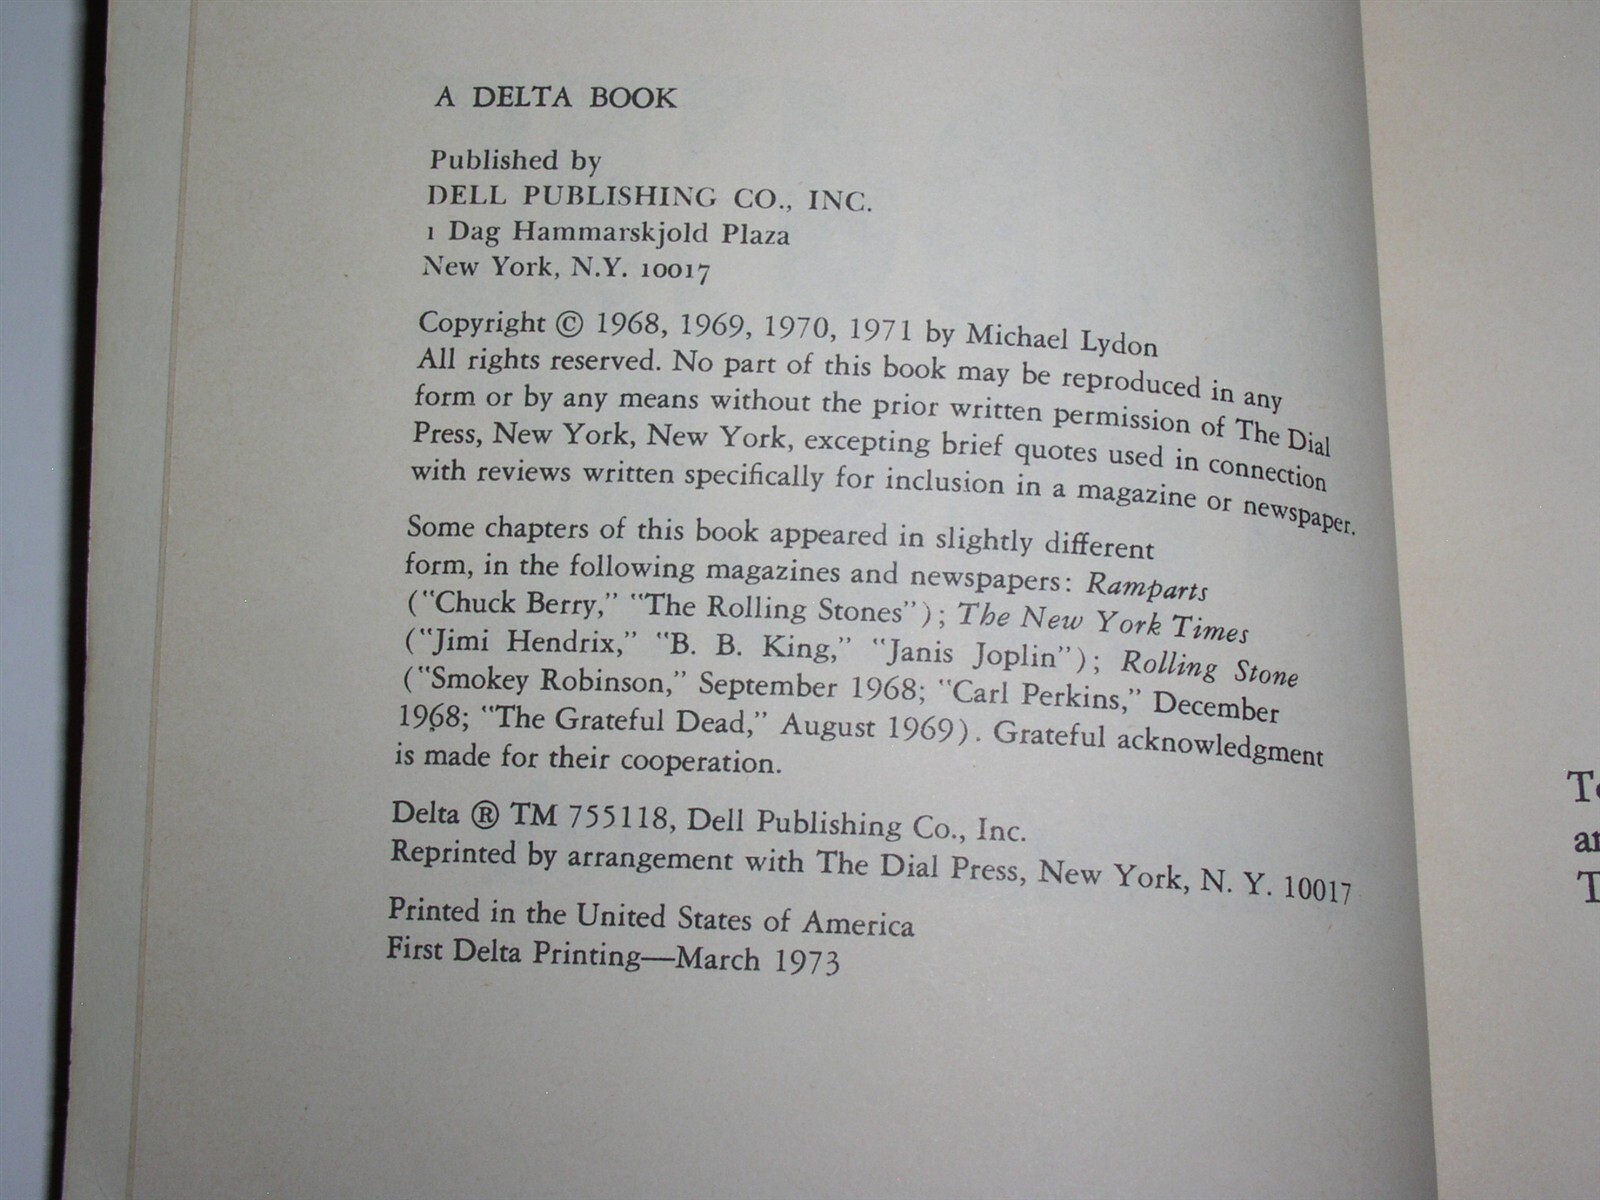 A DELTA BOOK
Published by
DELL PUBLISHING CO., INC.
1 Dag Hammarskjold Plaza
New York, N.Y. 10017
Copyright © 1968, 1969, 1970, 1971 by Michael Lydon
All rights reserved. No part of this book may be reproduced in any
form or by any means without the prior written permission of The Dial
Press, New York, New York, excepting brief quotes used in connection
with reviews written specifically for inclusion in a magazine or newspaper.
Some chapters of this book appeared in slightly different
form, in the following magazines and newspapers: Ramparts
("Chuck Berry," "The Rolling Stones"); The New York Times
("Jimi Hendrix," "B. B. King," "Janis Joplin"); Rolling Stone
("Smokey Robinson," September 1968; "Carl Perkins," December
1968; "The Grateful Dead," August 1969). Grateful acknowledgment
is made for their cooperation.
Delta ® TM 755118, Dell Publishing Co., Inc.
Reprinted by arrangement with The Dial Press, New York, N. Y. 10017
Printed in the United States of America
First Delta Printing—March 1973